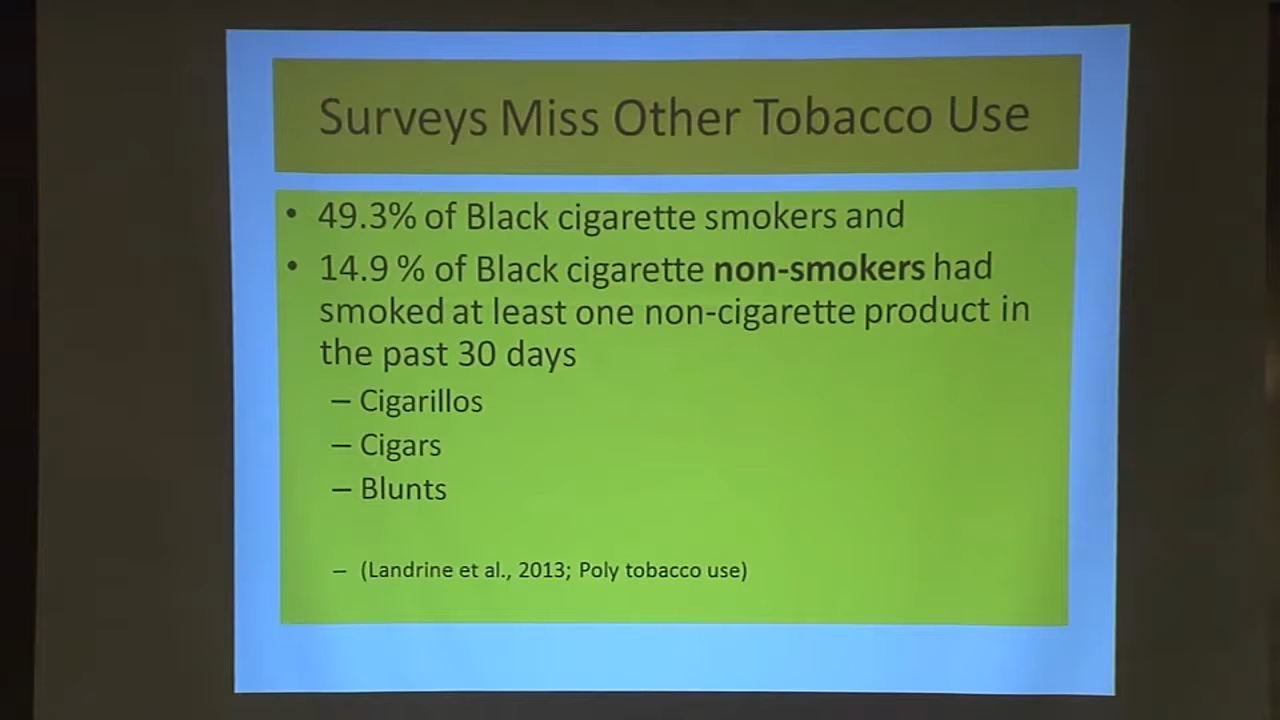 Surveys Miss Other Tobacco Use
• 49.3% of Black cigarette smokers and
• 14.9 % of Black cigarette non-smokers had
smoked at least one non-cigarette product in
the past 30 days
– Cigarillos
– Cigars
– Blunts
– (Landrine et al., 2013; Poly tobacco use)